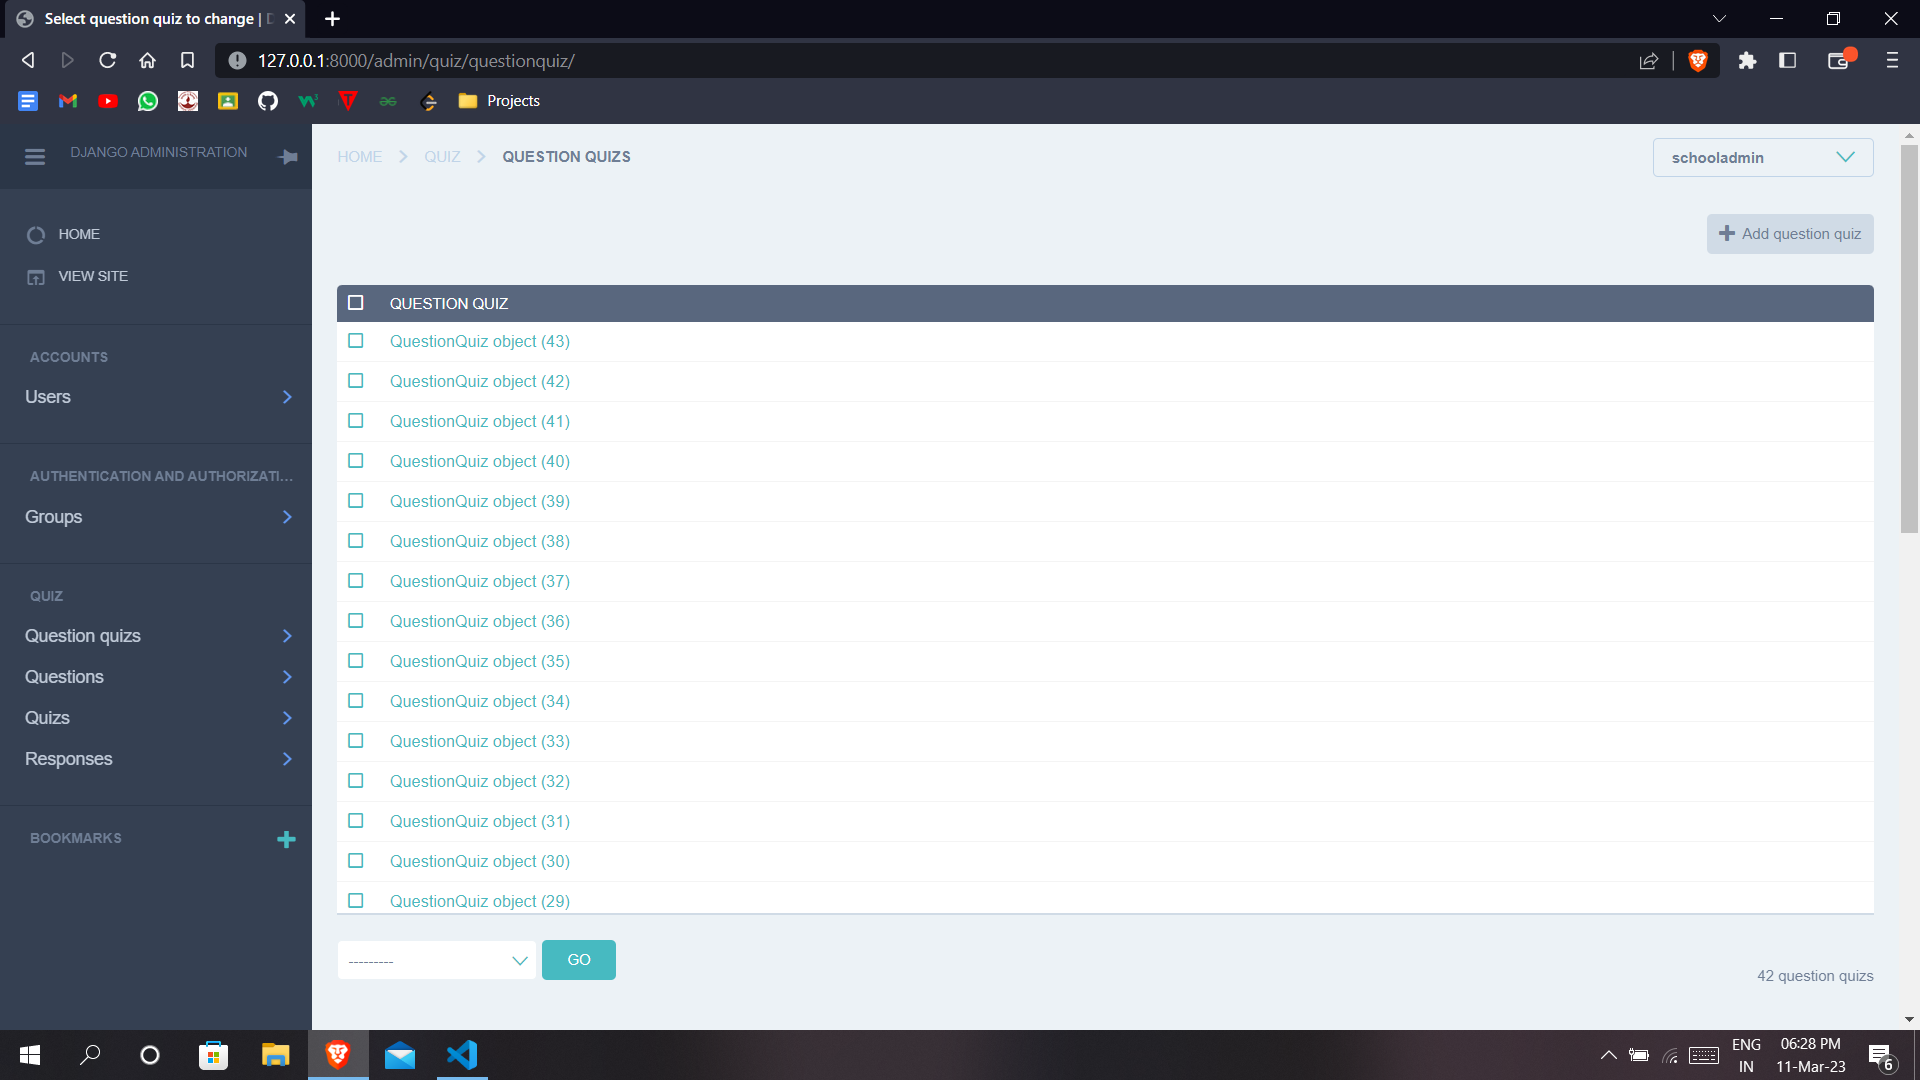 Select question quiz to change | D
127.0.0.1:8000/admin/quiz/questionquiz/
Projects
DJANGO ADMINISTRATION
HOME
VIEW SITE
ACCOUNTS
Users
AUTHENTICATION AND AUTHORIZATI...
Groups
QUIZ
Question quizs
Questions
Quizs
Responses
BOOKMARKS
HOME > QUIZ > QUESTION QUIZS
schooladmin
Add question quiz
QUESTION QUIZ
QuestionQuiz object (43)
QuestionQuiz object (42)
QuestionQuiz object (41)
QuestionQuiz object (40)
QuestionQuiz object (39)
QuestionQuiz object (38)
QuestionQuiz object (37)
QuestionQuiz object (36)
QuestionQuiz object (35)
QuestionQuiz object (34)
QuestionQuiz object (33)
QuestionQuiz object (32)
QuestionQuiz object (31)
QuestionQuiz object (30)
QuestionQuiz object (29)
---------
GO
42 question quizs
ENG
IN
06:28 PM
11-Mar-23
6